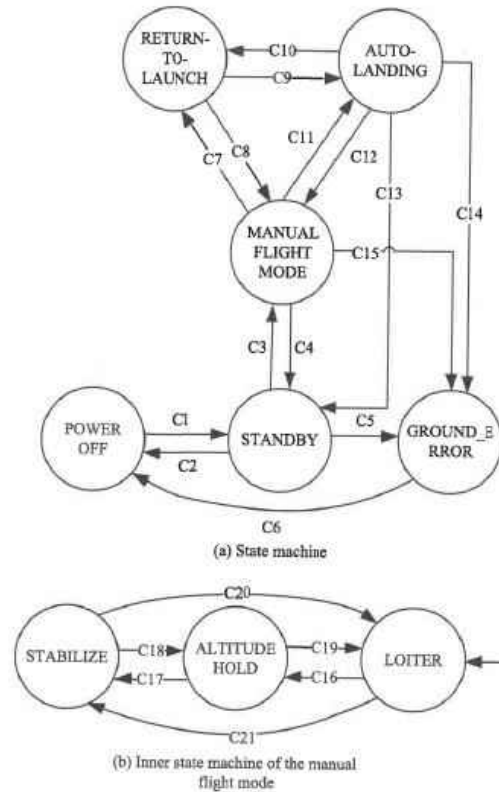 RETURN-
TO-
LAUNCH
C10
C9
AUTO-
LANDING
C7
C8
C11
C12
C13
C14
MANUAL
FLIGHT
MODE
C15
C3
C4
POWER
OFF
C1
C2
STANDBY
C5
GROUND_E
RROR
C6
(a) State machine
C20
STABILIZE
C18
C17
ALTITUDE
HOLD
C19
C16
LOITER
C21
(b) Inner state machine of the manual
flight mode